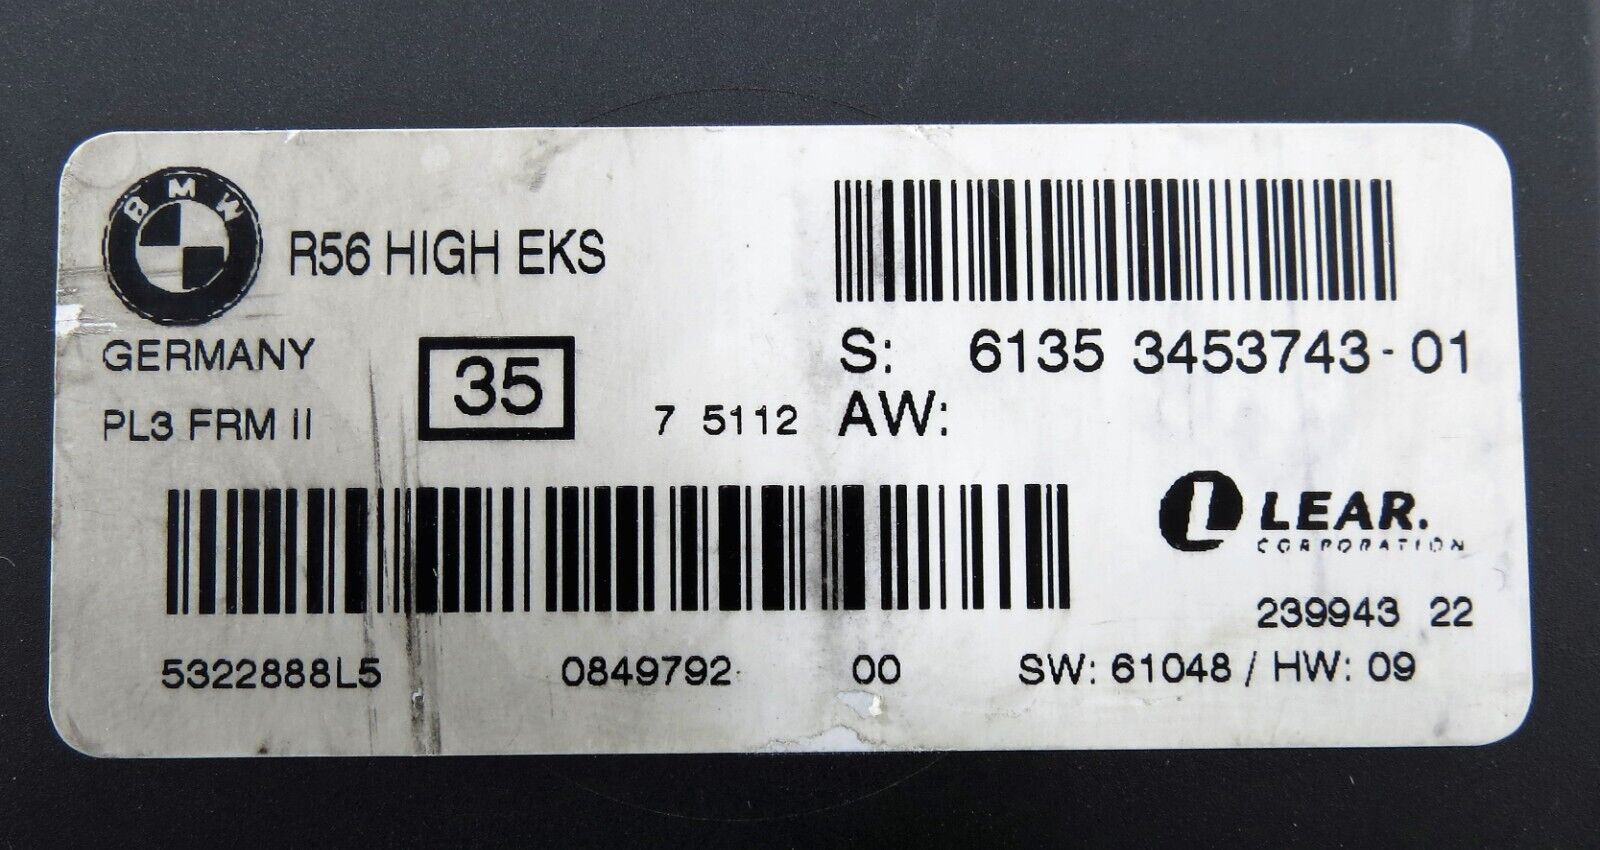 BMW
R56 HIGH EKS
GERMANY
35
PL3 FRM II
7 5112
S: 6135 3453743-01
AW:
L LEAR.
CORPORATION
239943 22
5322888L5 0849792 00 SW: 61048 / HW: 09